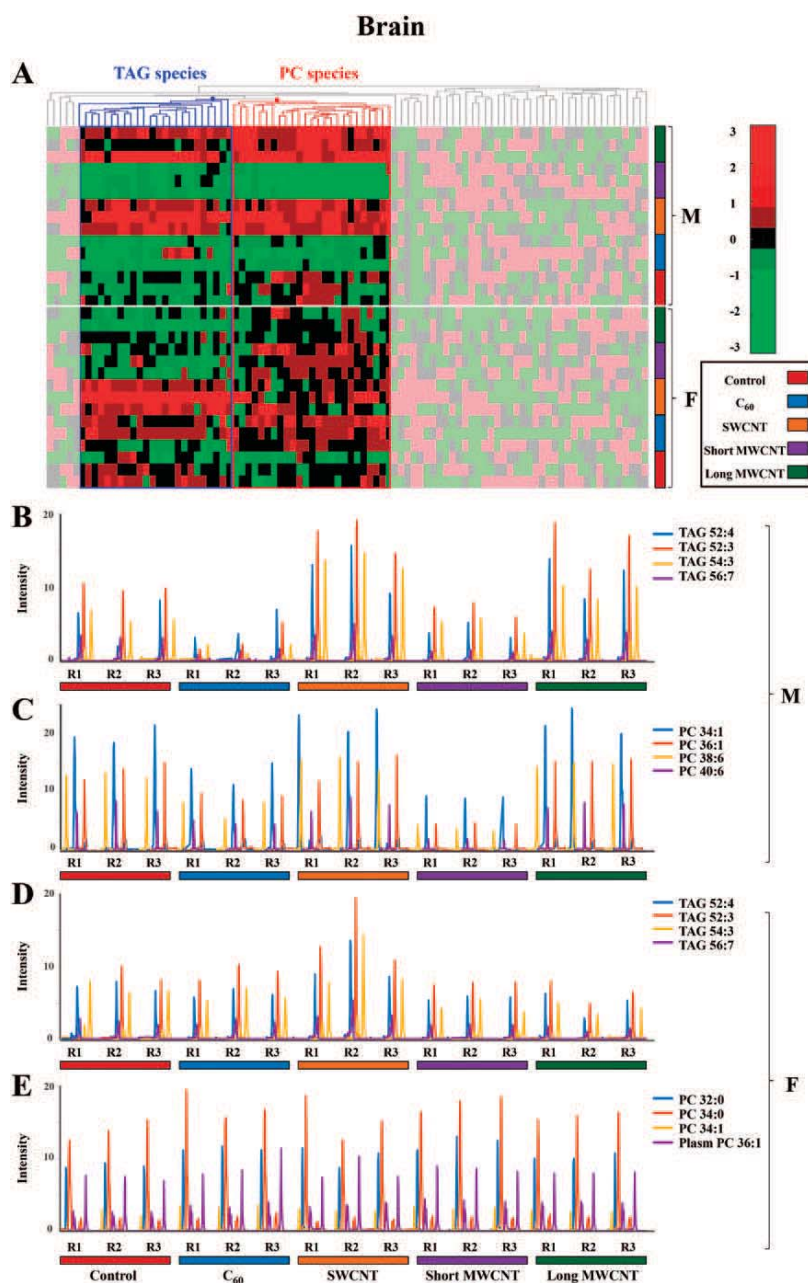 Brain
A
TAG species PC species
M
F
3
2
1
0
-1
-2
-3
Control
C60
SWCNT
Short MWCNT
Long MWCNT
B
Intensity
20
10
0
TAG 52:4
TAG 52:3
TAG 54:3
TAG 56:7
R1 R2 R3 R1 R2 R3 R1 R2 R3 R1 R2 R3 R1 R2 R3
M
C
Intensity
20
10
0
PC 34:1
PC 36:1
PC 38:6
PC 40:6
R1 R2 R3 R1 R2 R3 R1 R2 R3 R1 R2 R3 R1 R2 R3
D
Intensity
20
10
0
TAG 52:4
TAG 52:3
TAG 54:3
TAG 56:7
R1 R2 R3 R1 R2 R3 R1 R2 R3 R1 R2 R3 R1 R2 R3
F
E
Intensity
20
10
0
PC 32:0
PC 34:0
PC 34:1
Plasm PC 36:1
R1 R2 R3 R1 R2 R3 R1 R2 R3 R1 R2 R3 R1 R2 R3
Control C60 SWCNT Short MWCNT Long MWCNT